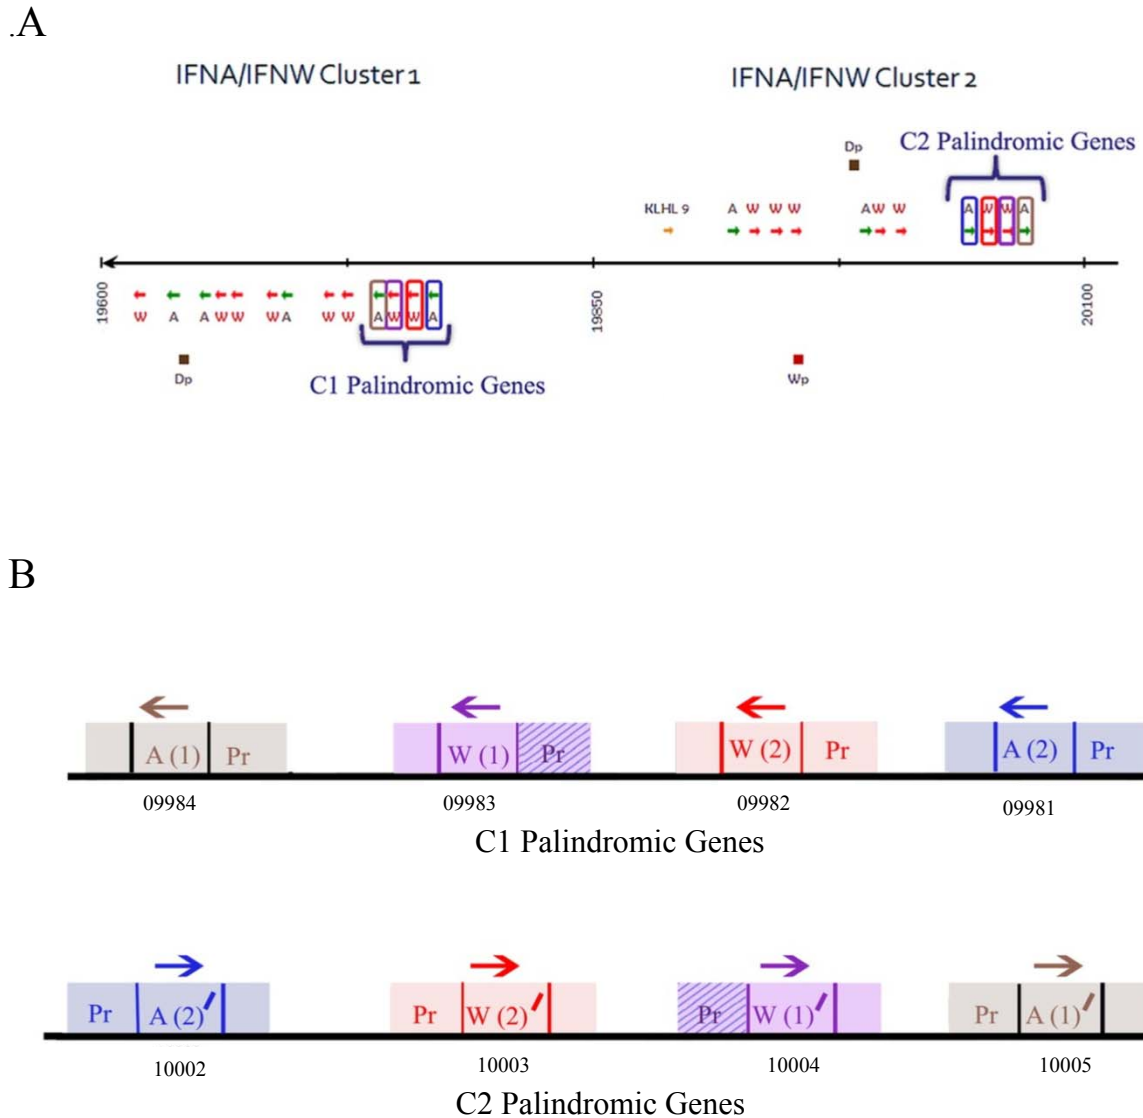 .A
IFNA/IFNW Cluster 1
IFNA/IFNW Cluster 2
Dp
C2 Palindromic Genes
KLHL 9 A W W W A W W A W W A
19600
19850
20100
W A A W W W A W W A W W A
Dp
C1 Palindromic Genes
Wp
B
A (1) Pr W (1) Pr W (2) Pr A (2) Pr
09984 09983 09982 09981
C1 Palindromic Genes
Pr A (2)′ Pr W (2)′ Pr W (1)′ Pr A (1)′
10002 10003 10004 10005
C2 Palindromic Genes